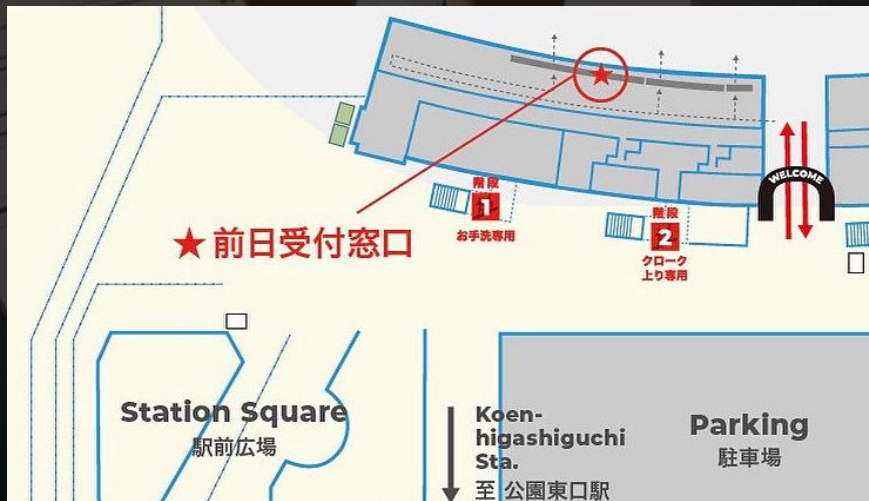 WELCOME
階段
1
お手洗専用
階段
2
クローク
上り専用
★前日受付窓口
Station Square
駅前広場
Koen-
higashiguchi
Sta.
至 公園東口駅
Parking
駐車場